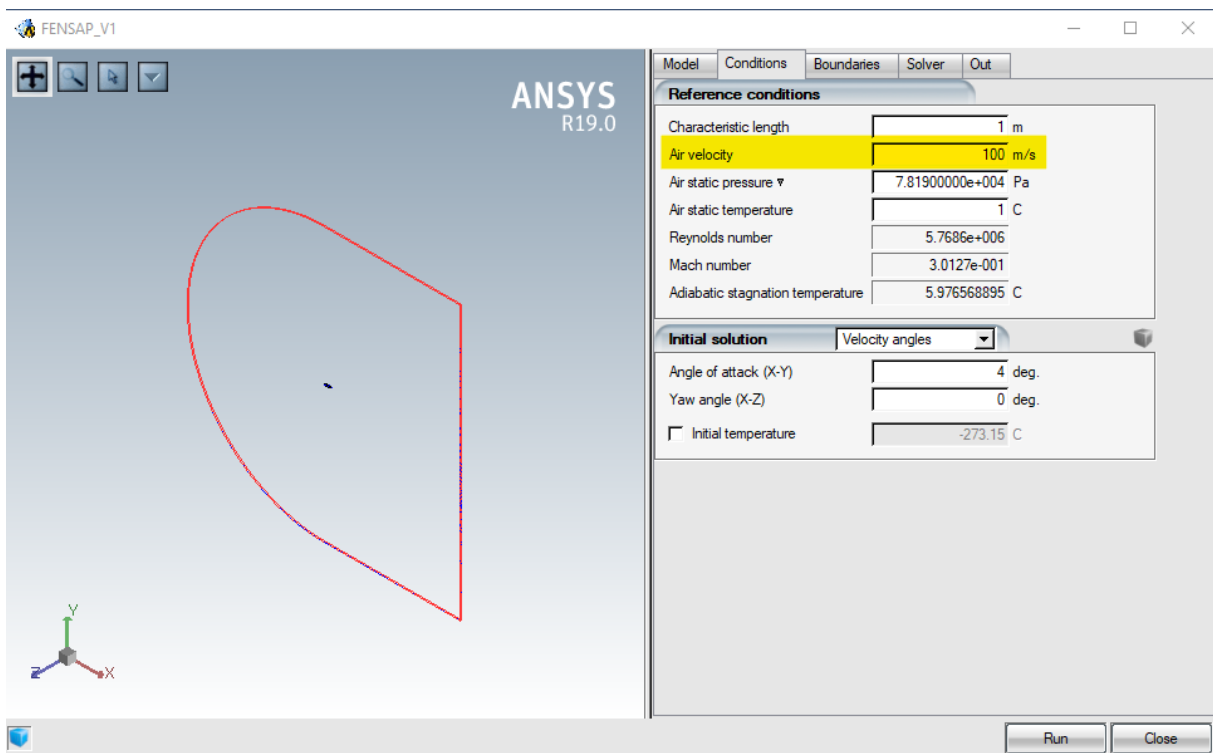 FENSAP_V1
ANSYS
R19.0
Y
Z
X
Model Conditions Boundaries Solver Out
Reference conditions
Characteristic length 1 m
Air velocity 100 m/s
Air static pressure 7.81900000e+004 Pa
Air static temperature 1 C
Reynolds number 5.7686e+006
Mach number 3.0127e-001
Adiabatic stagnation temperature 5.976568895 C
Initial solution Velocity angles
Angle of attack (X-Y) 4 deg.
Yaw angle (X-Z) 0 deg.
Initial temperature -273.15 C
Run Close